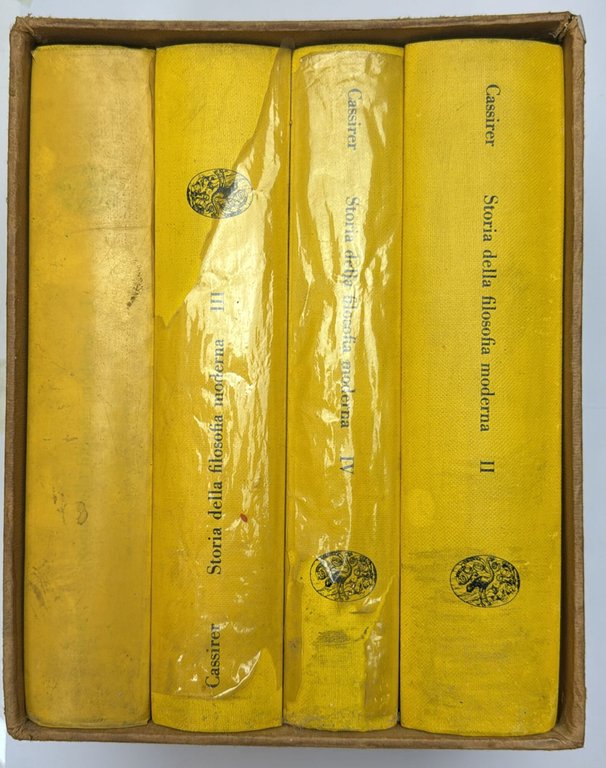 Cassirer Storia della filosofia moderna III
Cassirer Storia della filosofia moderna IV
Cassirer Storia della filosofia moderna II